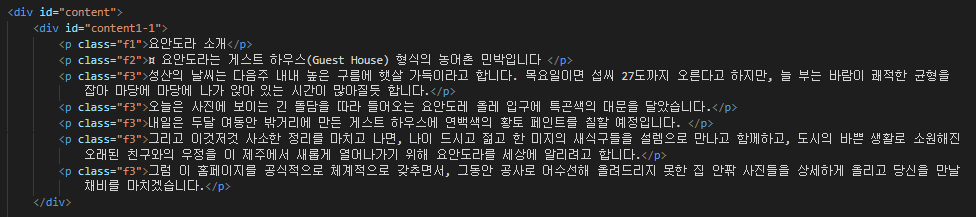 <div id="content">
<div id="content1-1">
<p class="f1">요안도라 소개</p>
<p class="f2">¤ 요안도라는 게스트 하우스(Guest House) 형식의 농어촌 민박입니다 </p>
<p class="f3">성산의 날씨는 다음주 내내 높은 구름에 햇살 가득이라고 합니다. 목요일이면 섭씨 27도까지 오른다고 하지만, 늘 부는 바람이 쾌적한 균형을
잡아 마당에 마당에 나가 앉아 있는 시간이 많아질듯 합니다.</p>
<p class="f3">오늘은 사진에 보이는 긴 돌담을 따라 들어오는 요안도레 올레 입구에 특곤색의 대문을 달았습니다.</p>
<p class="f3">내일은 두달 여동안 밖거리에 만든 게스트 하우스에 연백색의 황토 페인트를 칠할 예정입니다. </p>
<p class="f3">그리고 이것저것 사소한 정리를 마치고 나면, 나이 드시고 젊고 한 미지의 새식구들을 설렘으로 만나고 함께하고, 도시의 바쁜 생활로 소원해진
오래된 친구와의 우정을 이 제주에서 새롭게 열어나가기 위해 요안도라를 세상에 알리려고 합니다.</p>
<p class="f3">그럼 이 홈페이지를 공식적으로 체계적으로 갖추면서, 그동안 공사로 어수선해 올려드리지 못한 집 안팎 사진들을 상세하게 올리고 당신을 만날
채비를 마치겠습니다.</p>
</div>